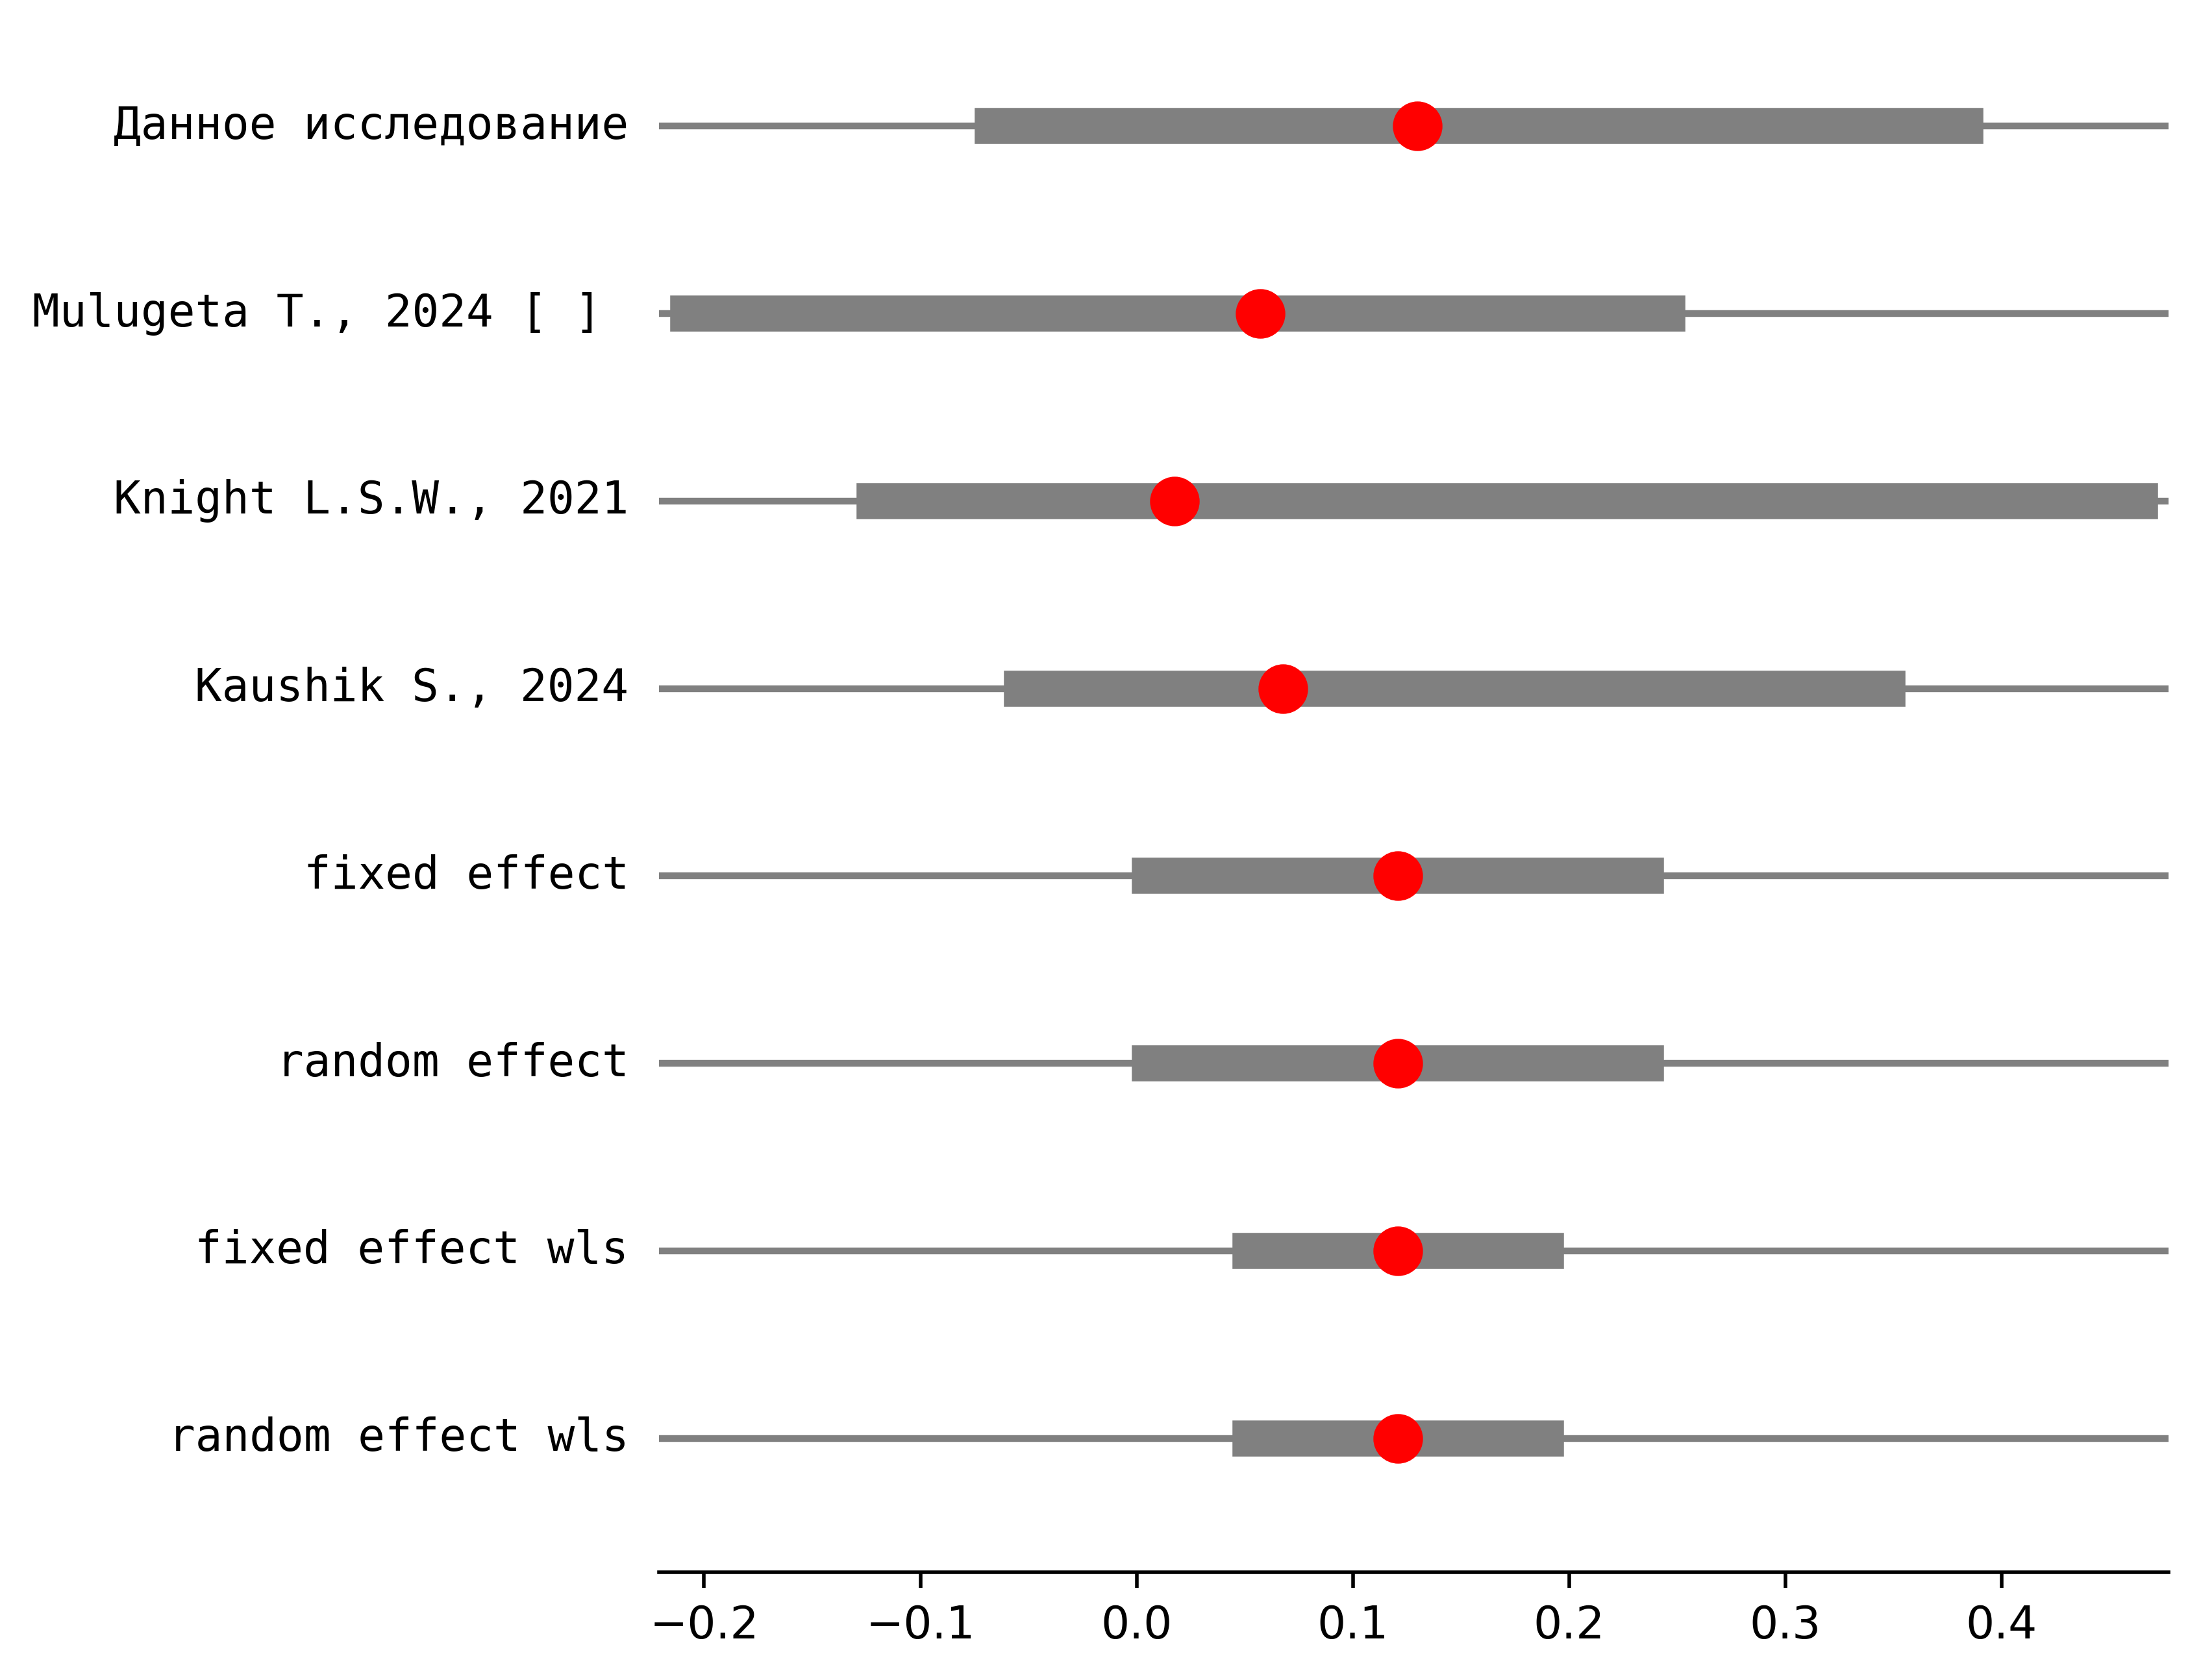 Данное исследование
Mulugeta T., 2024 [ ]
Knight L.S.W., 2021
Kaushik S., 2024
fixed effect
random effect
fixed effect wls
random effect wls
−0.2 −0.1 0.0 0.1 0.2 0.3 0.4